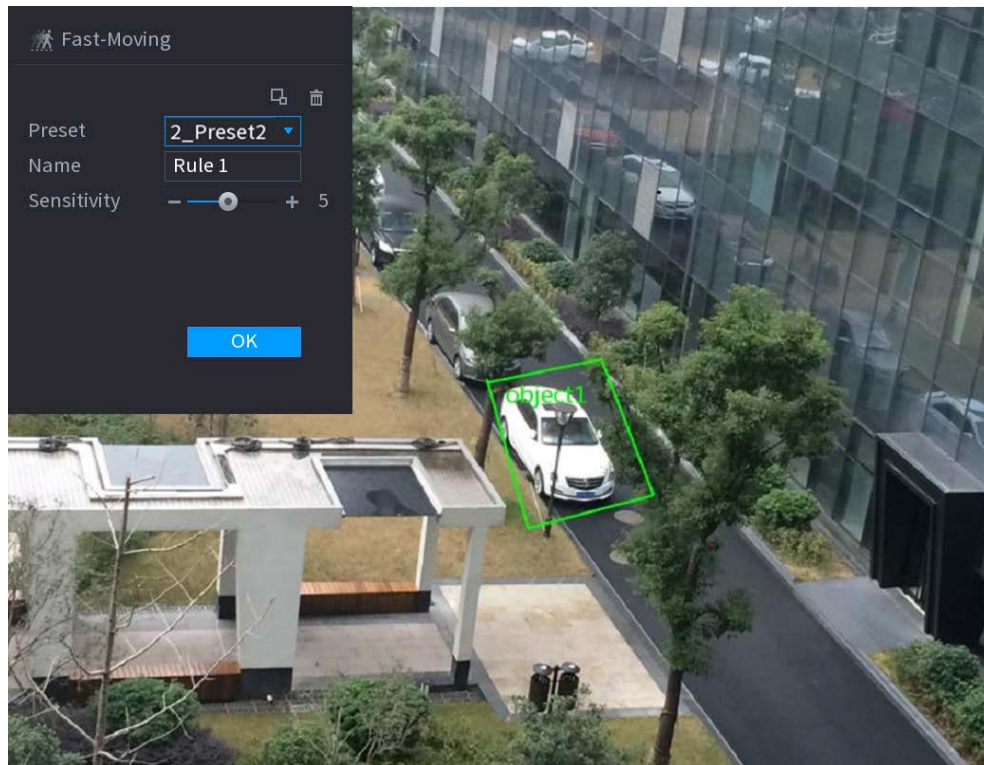 Fast-Moving
Preset 2_Preset2
Name Rule 1
Sensitivity 5
OK
object1